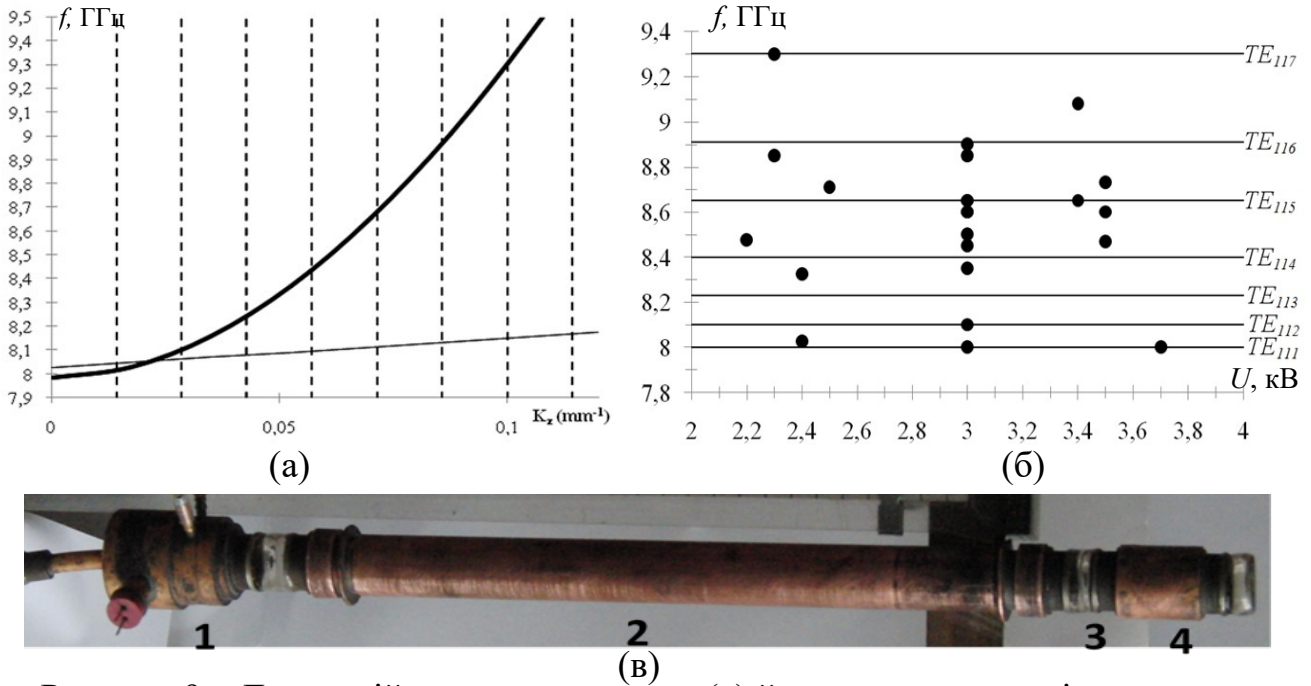 f, ГГц
9,5
9,4
9,3
9,2
9,1
9
8,9
8,8
8,7
8,6
8,5
8,4
8,3
8,2
8,1
8
7,9
0
0,05
0,1
Kz (mm-1)
(а)
f, ГГц
9,4
9,2
9
8,8
8,6
8,4
8,2
8
7,8
TE117
TE116
TE115
TE114
TE113
TE112
TE111
U, кВ
2 2,2 2,4 2,6 2,8 3 3,2 3,4 3,6 3,8 4
(б)
1 2 3 4
(в)